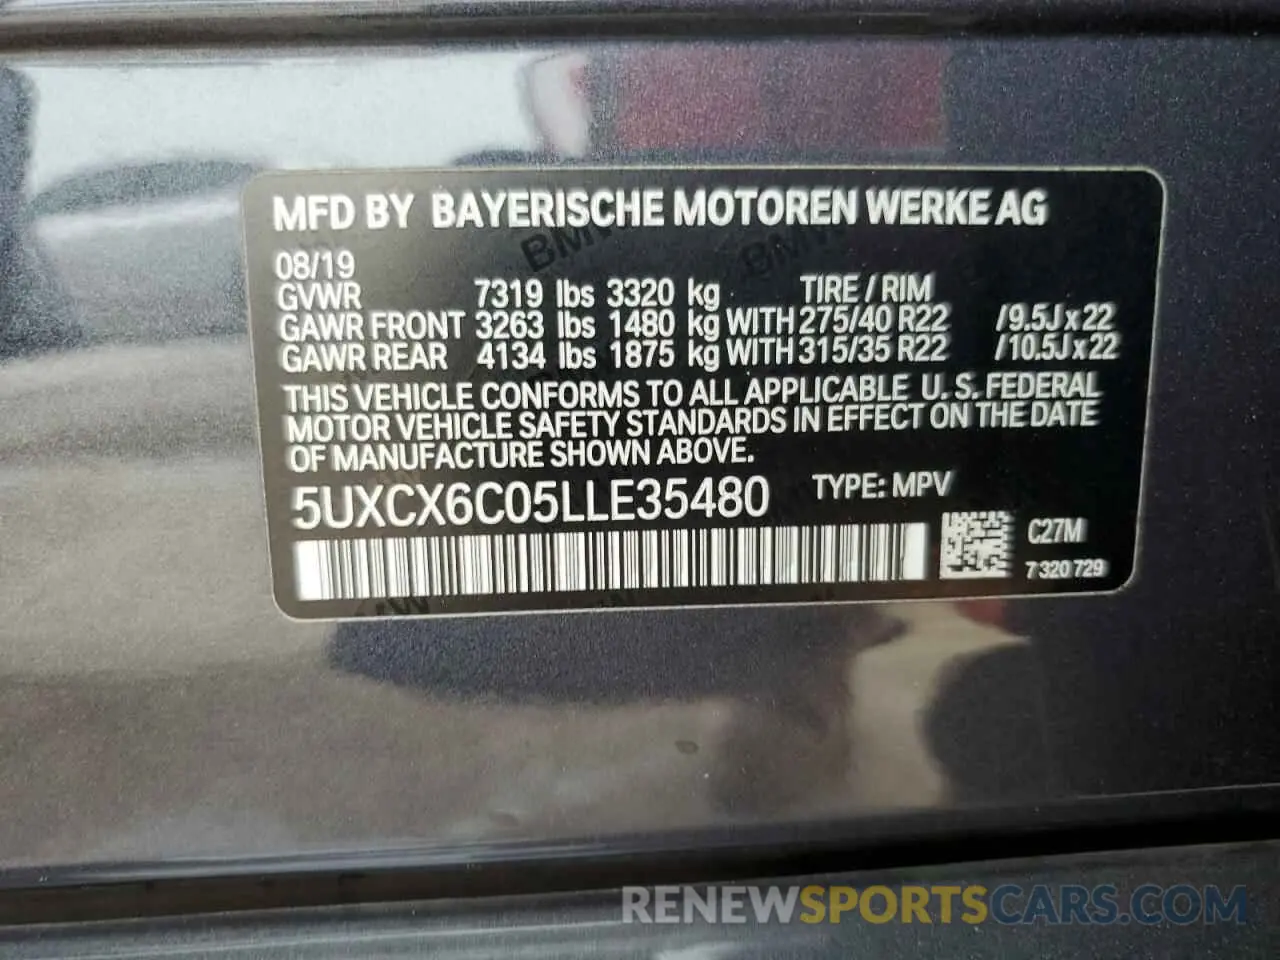 MFD BY BAYERISCHE MOTOREN WERKE AG
08/19
GVWR 7319 lbs 3320 kg TIRE / RIM
GAWR FRONT 3263 lbs 1480 kg WITH 275/40 R22 /9.5J x 22
GAWR REAR 4134 lbs 1875 kg WITH 315/35 R22 /10.5J x 22
THIS VEHICLE CONFORMS TO ALL APPLICABLE U.S. FEDERAL
MOTOR VEHICLE SAFETY STANDARDS IN EFFECT ON THE DATE
OF MANUFACTURE SHOWN ABOVE.
5UXCX6C05LLE35480 TYPE: MPV
C27M
7 320 729
RENEWSPORTSCARS.COM